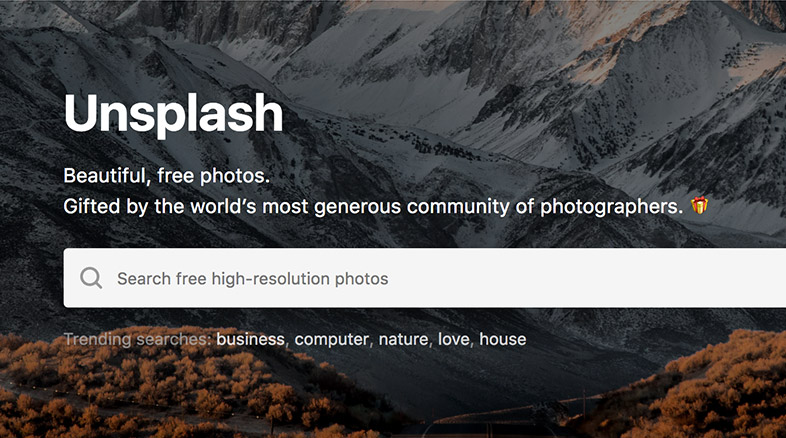 Unsplash
Beautiful, free photos.
Gifted by the world’s most generous community of photographers. 🎁
Search free high-resolution photos
Trending searches: business, computer, nature, love, house